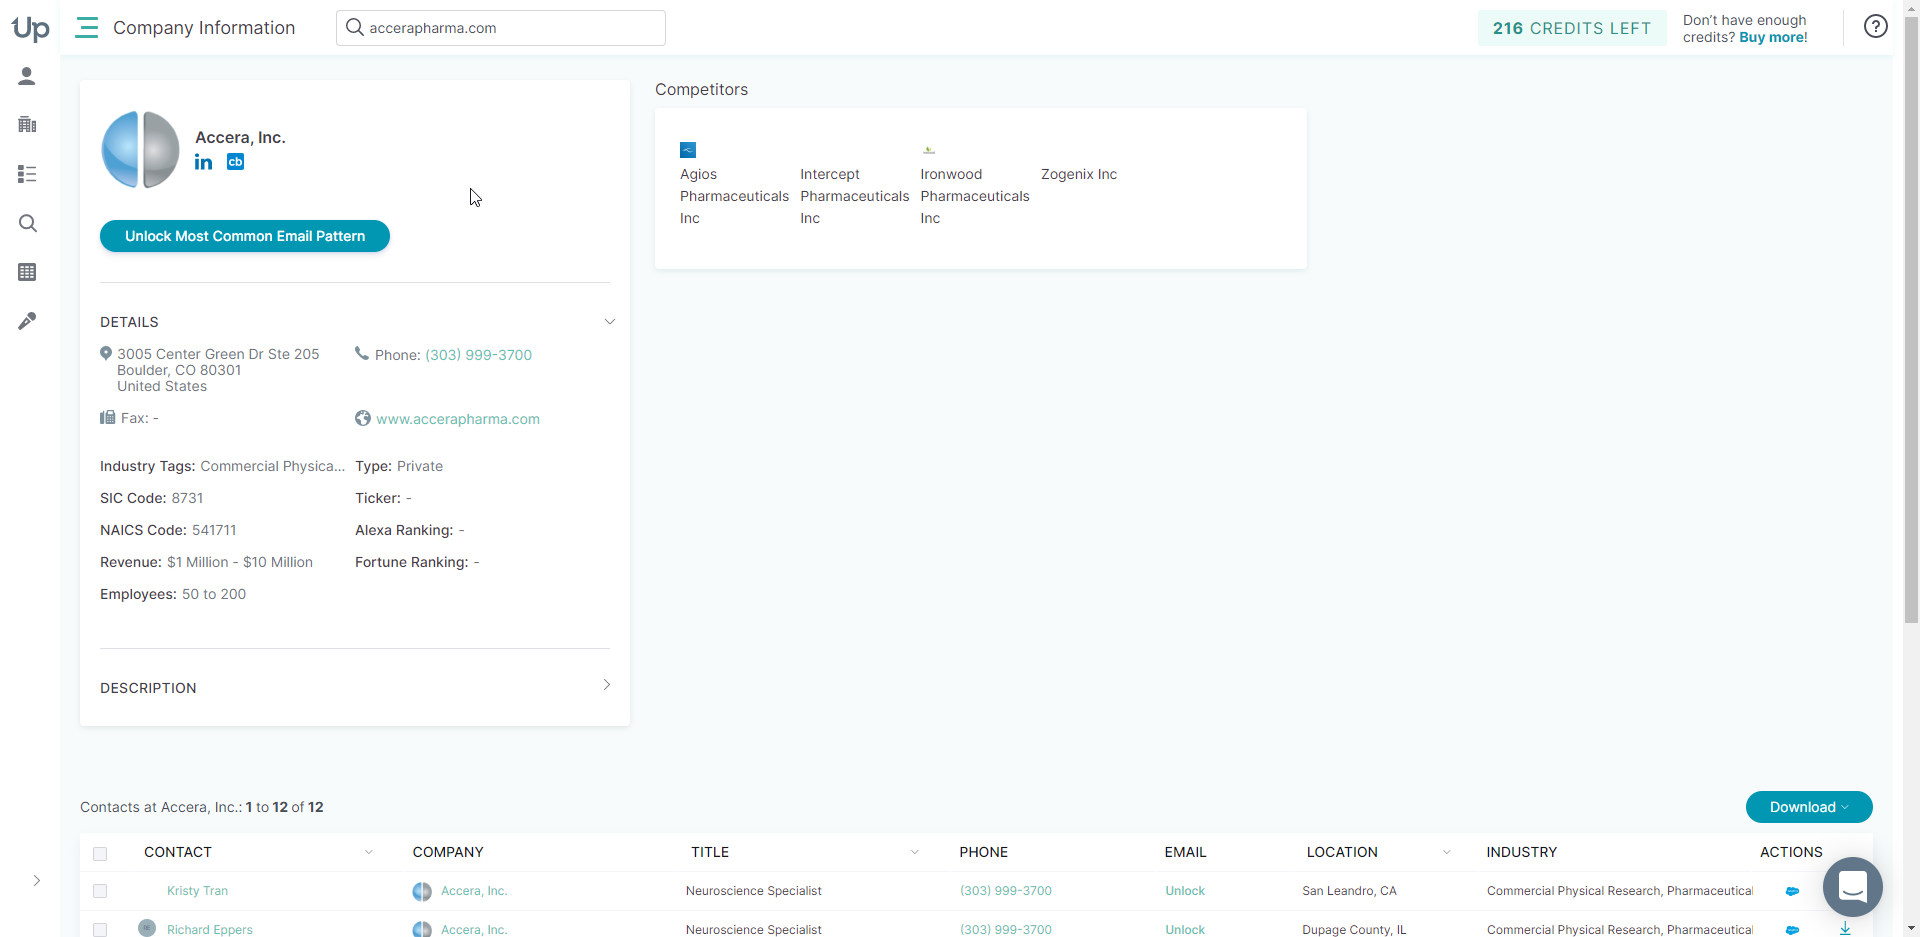 Up
Company Information
accerapharma.com
216 CREDITS LEFT
Don't have enough
credits? Buy more!
?
Accera, Inc.
in cb
Unlock Most Common Email Pattern
DETAILS
3005 Center Green Dr Ste 205
Boulder, CO 80301
United States
Phone: (303) 999-3700
Fax: -
www.accerapharma.com
Industry Tags: Commercial Physica...
Type: Private
SIC Code: 8731
Ticker: -
NAICS Code: 541711
Alexa Ranking: -
Revenue: $1 Million - $10 Million
Fortune Ranking: -
Employees: 50 to 200
DESCRIPTION
Competitors
Agios
Pharmaceuticals
Inc
Intercept
Pharmaceuticals
Inc
Ironwood
Pharmaceuticals
Inc
Zogenix Inc
Contacts at Accera, Inc.: 1 to 12 of 12
Download
CONTACT COMPANY TITLE PHONE EMAIL LOCATION INDUSTRY ACTIONS
Kristy Tran Accera, Inc. Neuroscience Specialist (303) 999-3700 Unlock San Leandro, CA Commercial Physical Research, Pharmaceutical
Richard Eppers Accera, Inc. Neuroscience Specialist (303) 999-3700 Unlock Dupage County, IL Commercial Physical Research, Pharmaceutical